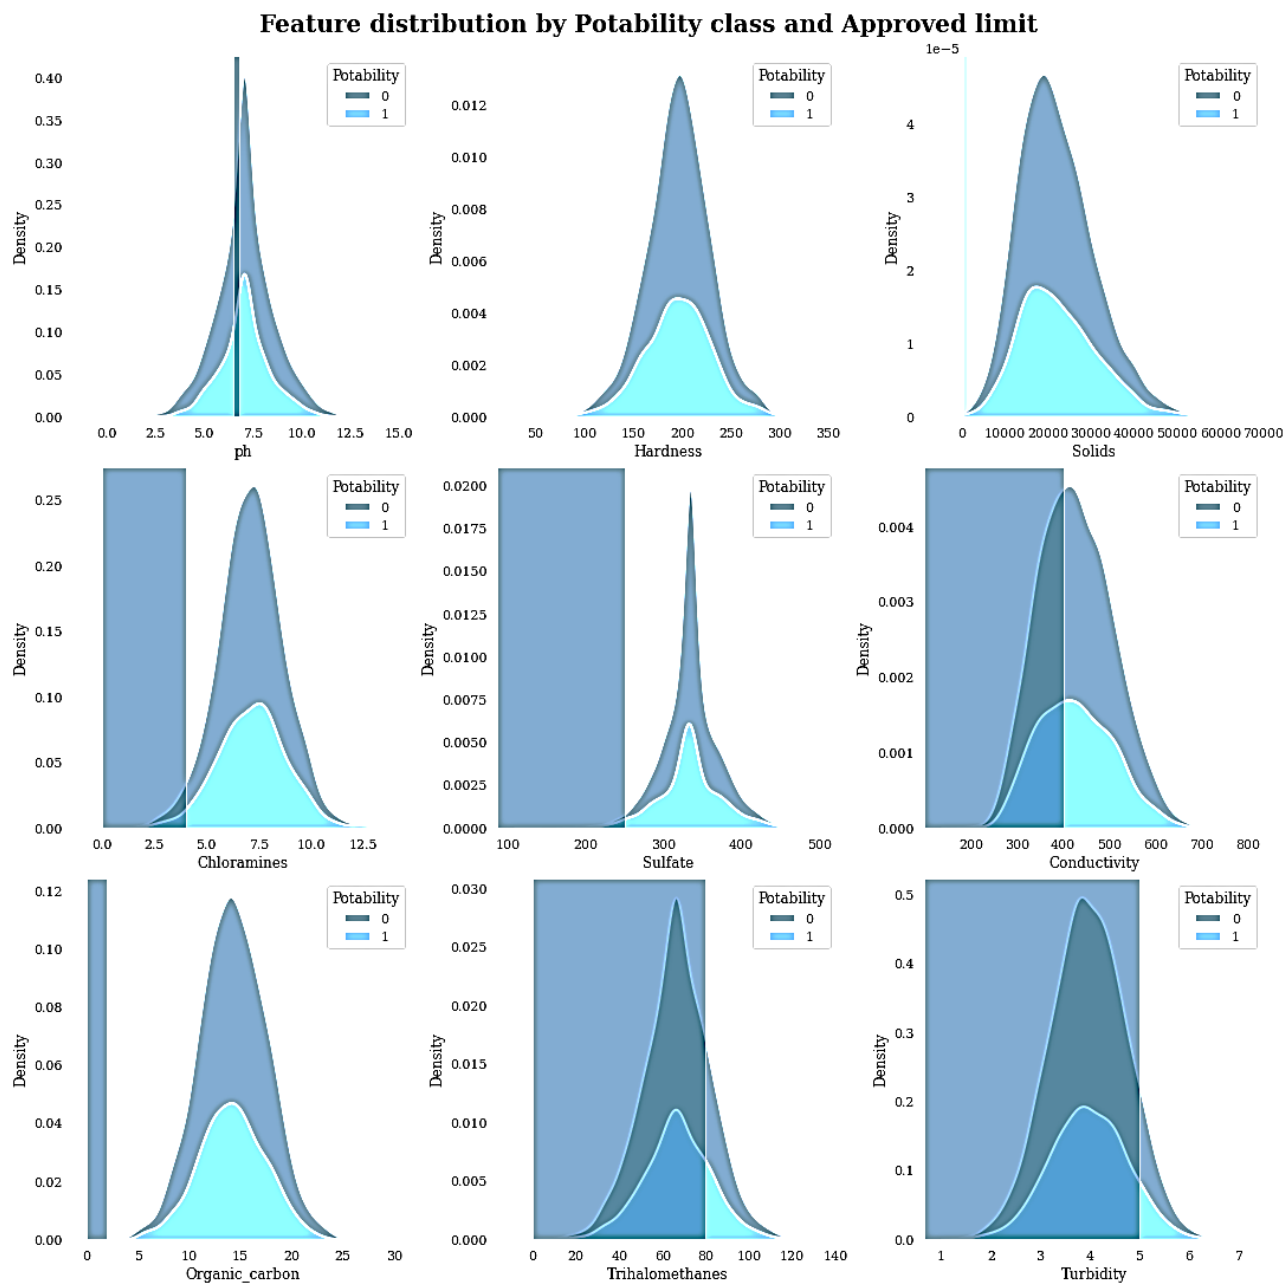 Feature distribution by Potability class and Approved limit
1e−5
Potability
0
1
Density
0.40
0.35
0.30
0.25
0.20
0.15
0.10
0.05
0.00
0.0 2.5 5.0 7.5 10.0 12.5 15.0
ph
Potability
0
1
Density
0.012
0.010
0.008
0.006
0.004
0.002
0.000
50 100 150 200 250 300 350
Hardness
Potability
0
1
Density
4
3
2
1
0
0 10000 20000 30000 40000 50000 60000 70000
Solids
Potability
0
1
Density
0.25
0.20
0.15
0.10
0.05
0.00
0.0 2.5 5.0 7.5 10.0 12.5
Chloramines
Potability
0
1
Density
0.0200
0.0175
0.0150
0.0125
0.0100
0.0075
0.0050
0.0025
0.0000
100 200 300 400 500
Sulfate
Potability
0
1
Density
0.004
0.003
0.002
0.001
0.000
200 300 400 500 600 700 800
Conductivity
Potability
0
1
Density
0.12
0.10
0.08
0.06
0.04
0.02
0.00
0 5 10 15 20 25 30
Organic_carbon
Potability
0
1
Density
0.030
0.025
0.020
0.015
0.010
0.005
0.000
0 20 40 60 80 100 120 140
Trihalomethanes
Potability
0
1
Density
0.5
0.4
0.3
0.2
0.1
0.0
1 2 3 4 5 6 7
Turbidity